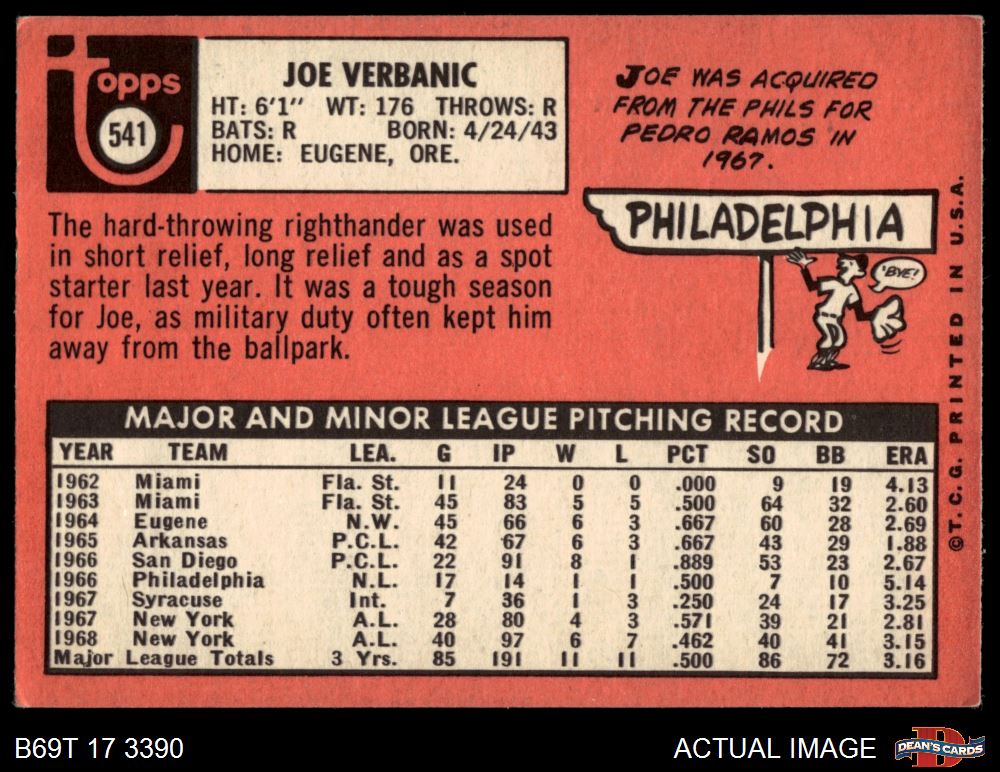 topps
541
JOE VERBANIC
HT: 6'1" WT: 176 THROWS: R
BATS: R BORN: 4/24/43
HOME: EUGENE, ORE.
JOE WAS ACQUIRED
FROM THE PHILS FOR
PEDRO RAMOS IN
1967.
PHILADELPHIA
'BYE!
The hard-throwing righthander was used
in short relief, long relief and as a spot
starter last year. It was a tough season
for Joe, as military duty often kept him
away from the ballpark.
MAJOR AND MINOR LEAGUE PITCHING RECORD
YEAR TEAM LEA. G IP W L PCT SO BB ERA
1962 Miami Fla. St. 11 24 0 0 .000 9 19 4.13
1963 Miami Fla. St. 45 83 5 5 .500 64 32 2.60
1964 Eugene N.W. 45 66 6 3 .667 60 28 2.69
1965 Arkansas P.C.L. 42 67 6 3 .667 43 29 1.88
1966 San Diego P.C.L. 22 91 8 1 .889 53 23 2.67
1966 Philadelphia N.L. 17 14 1 1 .500 7 10 5.14
1967 Syracuse Int. 7 36 1 3 .250 24 17 3.25
1967 New York A.L. 28 80 4 3 .571 39 21 2.81
1968 New York A.L. 40 97 6 7 .462 40 41 3.15
Major League Totals 3 Yrs. 85 191 11 11 .500 86 72 3.16
©T.C.G. PRINTED IN U.S.A.
B69T 17 3390
ACTUAL IMAGE
D
DEAN'S CARDS